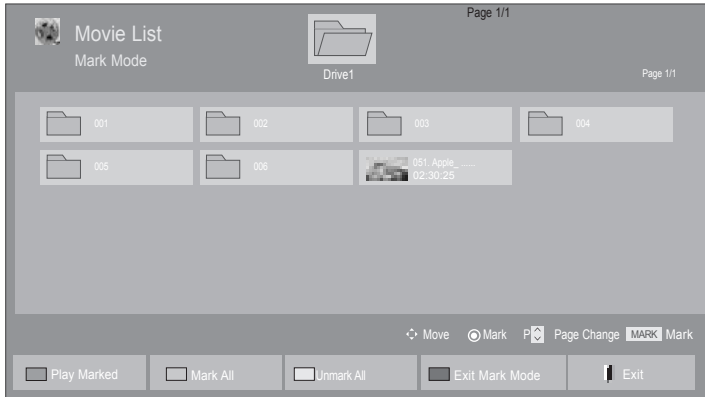 Page 1/1
Movie List
Mark Mode
Drive1
Page 1/1
001 002 003 004
005 006 051. Apple_ ......
02:30:25
Move Mark P Page Change MARK Mark
Play Marked Mark All Unmark All Exit Mark Mode Exit